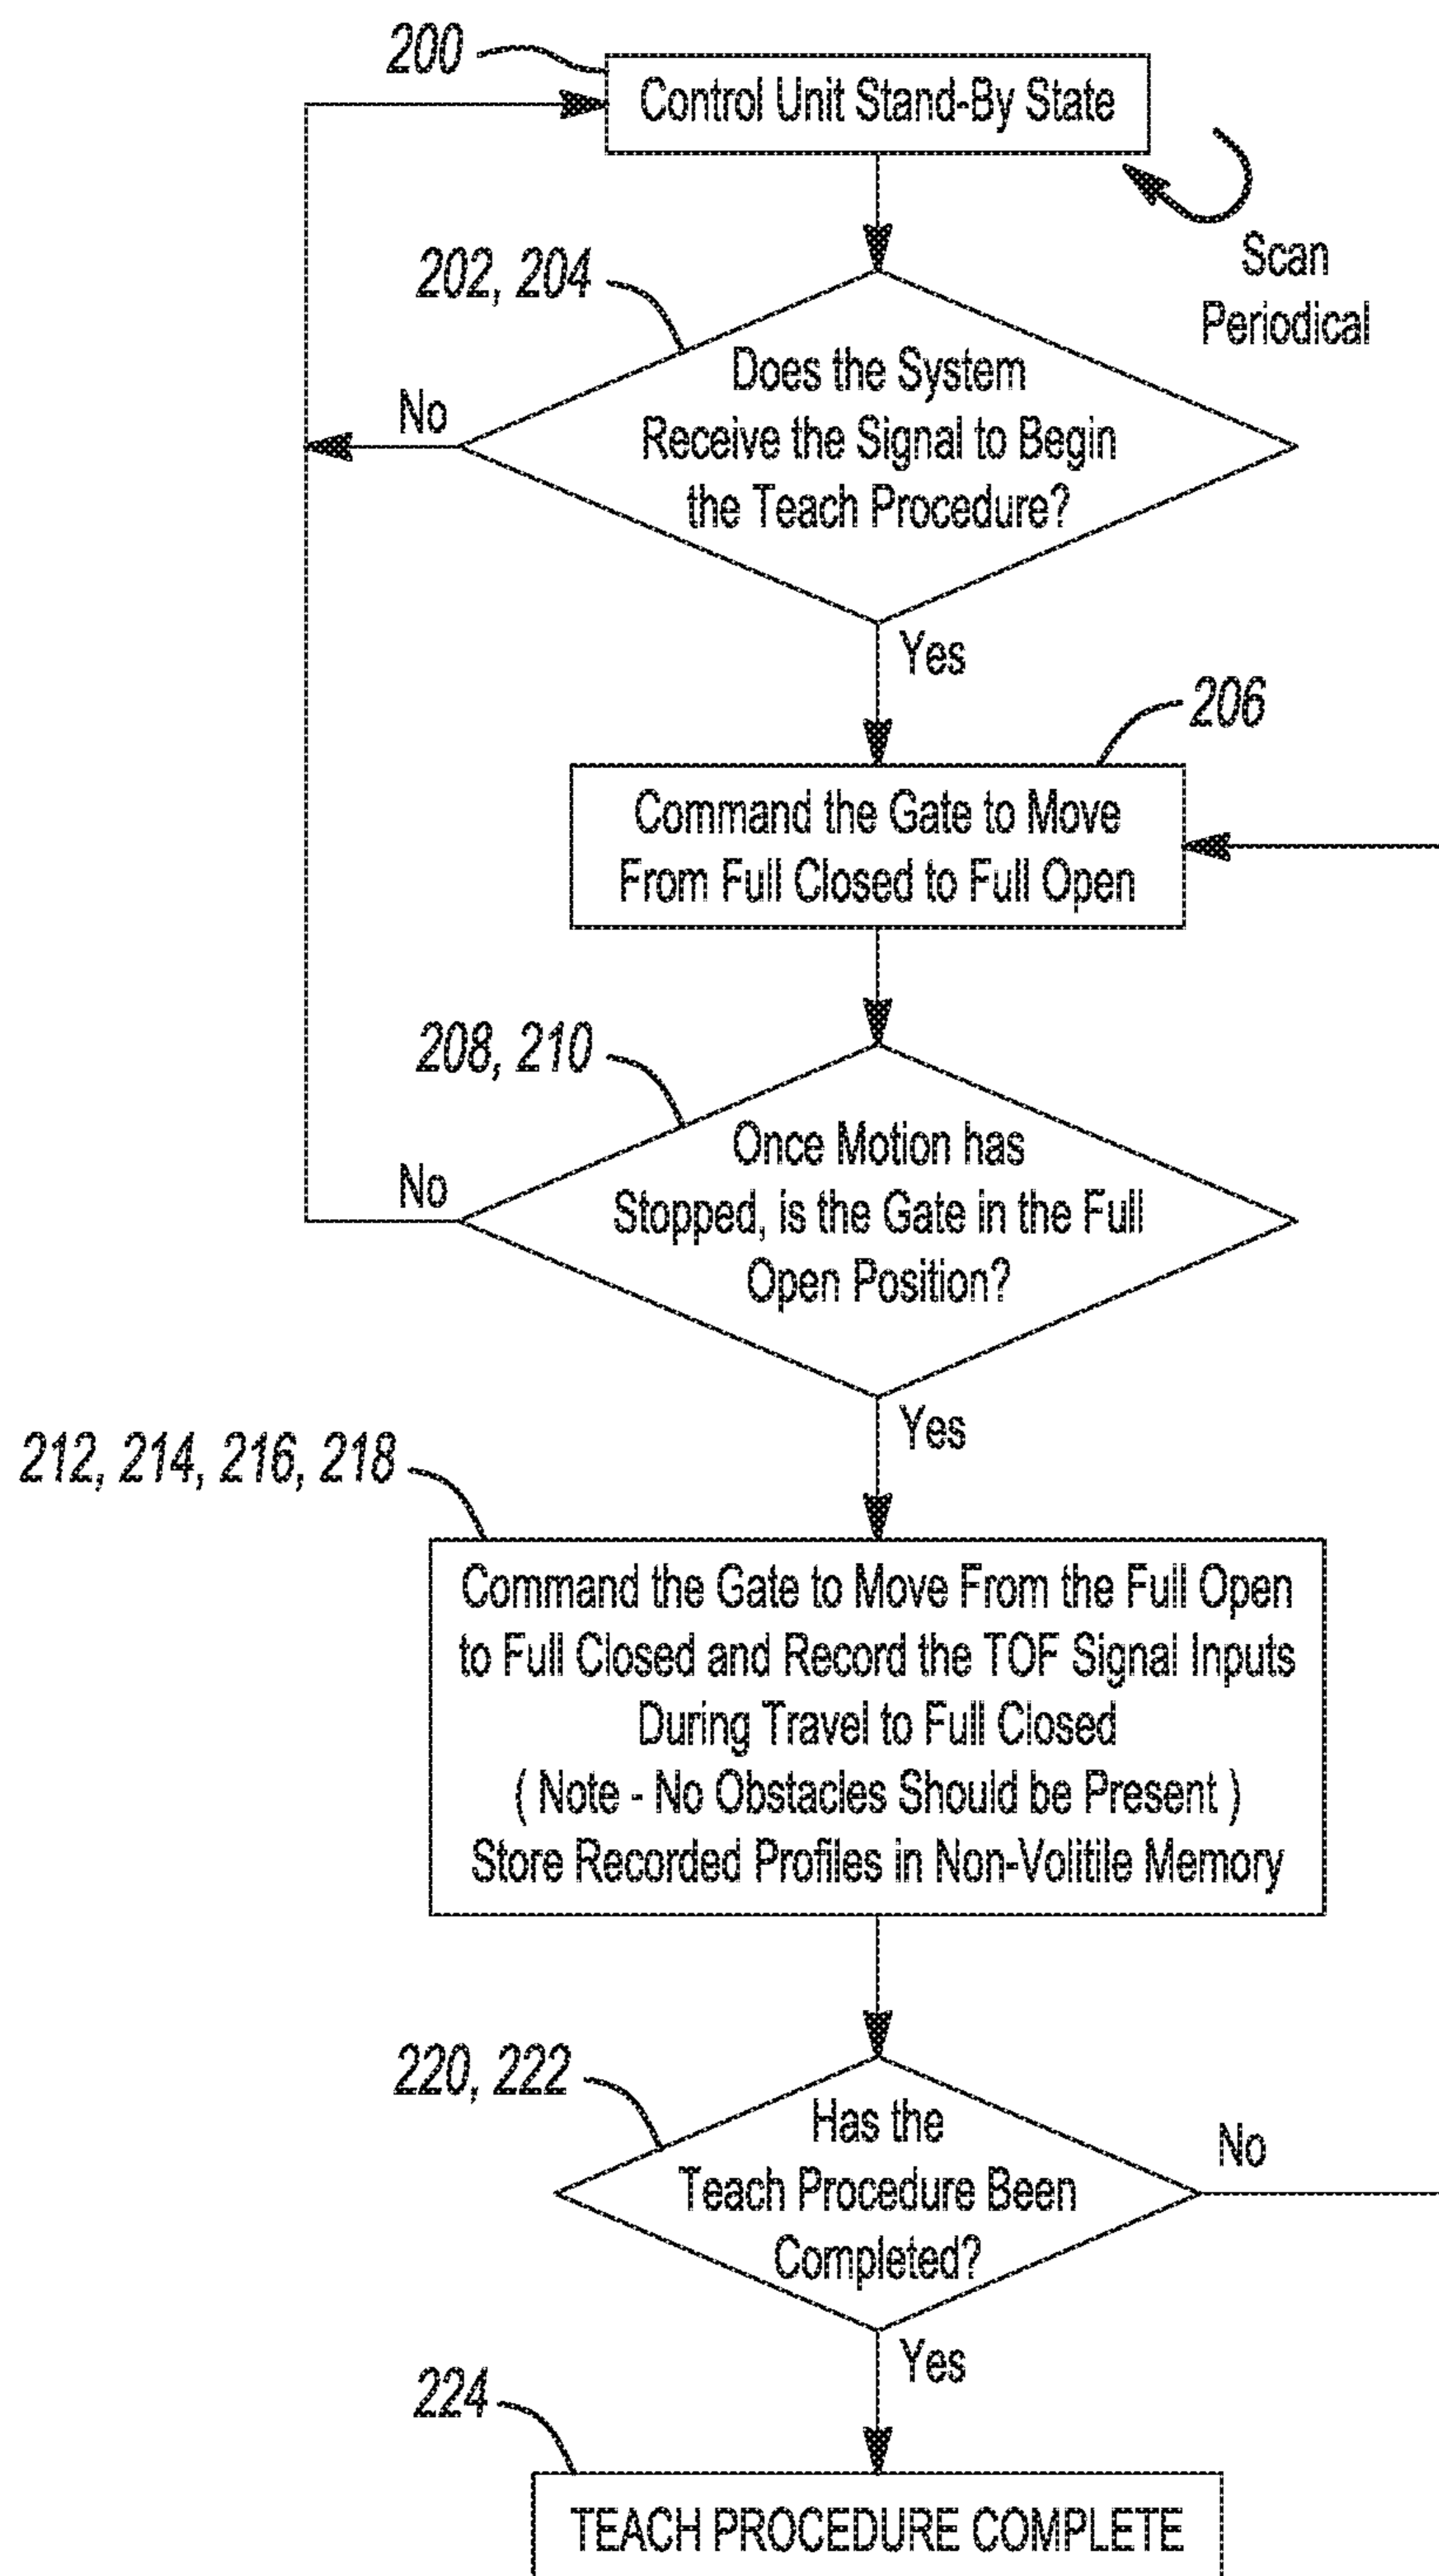 200
Control Unit Stand-By State
Scan
Periodical
202, 204
Does the System
Receive the Signal to Begin
the Teach Procedure?
No
Yes
206
Command the Gate to Move
From Full Closed to Full Open
208, 210
Once Motion has
Stopped, is the Gate in the Full
Open Position?
No
Yes
212, 214, 216, 218
Command the Gate to Move From the Full Open
to Full Closed and Record the TOF Signal Inputs
During Travel to Full Closed
( Note - No Obstacles Should be Present )
Store Recorded Profiles in Non-Volitile Memory
220, 222
Has the
Teach Procedure Been
Completed?
No
Yes
224
TEACH PROCEDURE COMPLETE